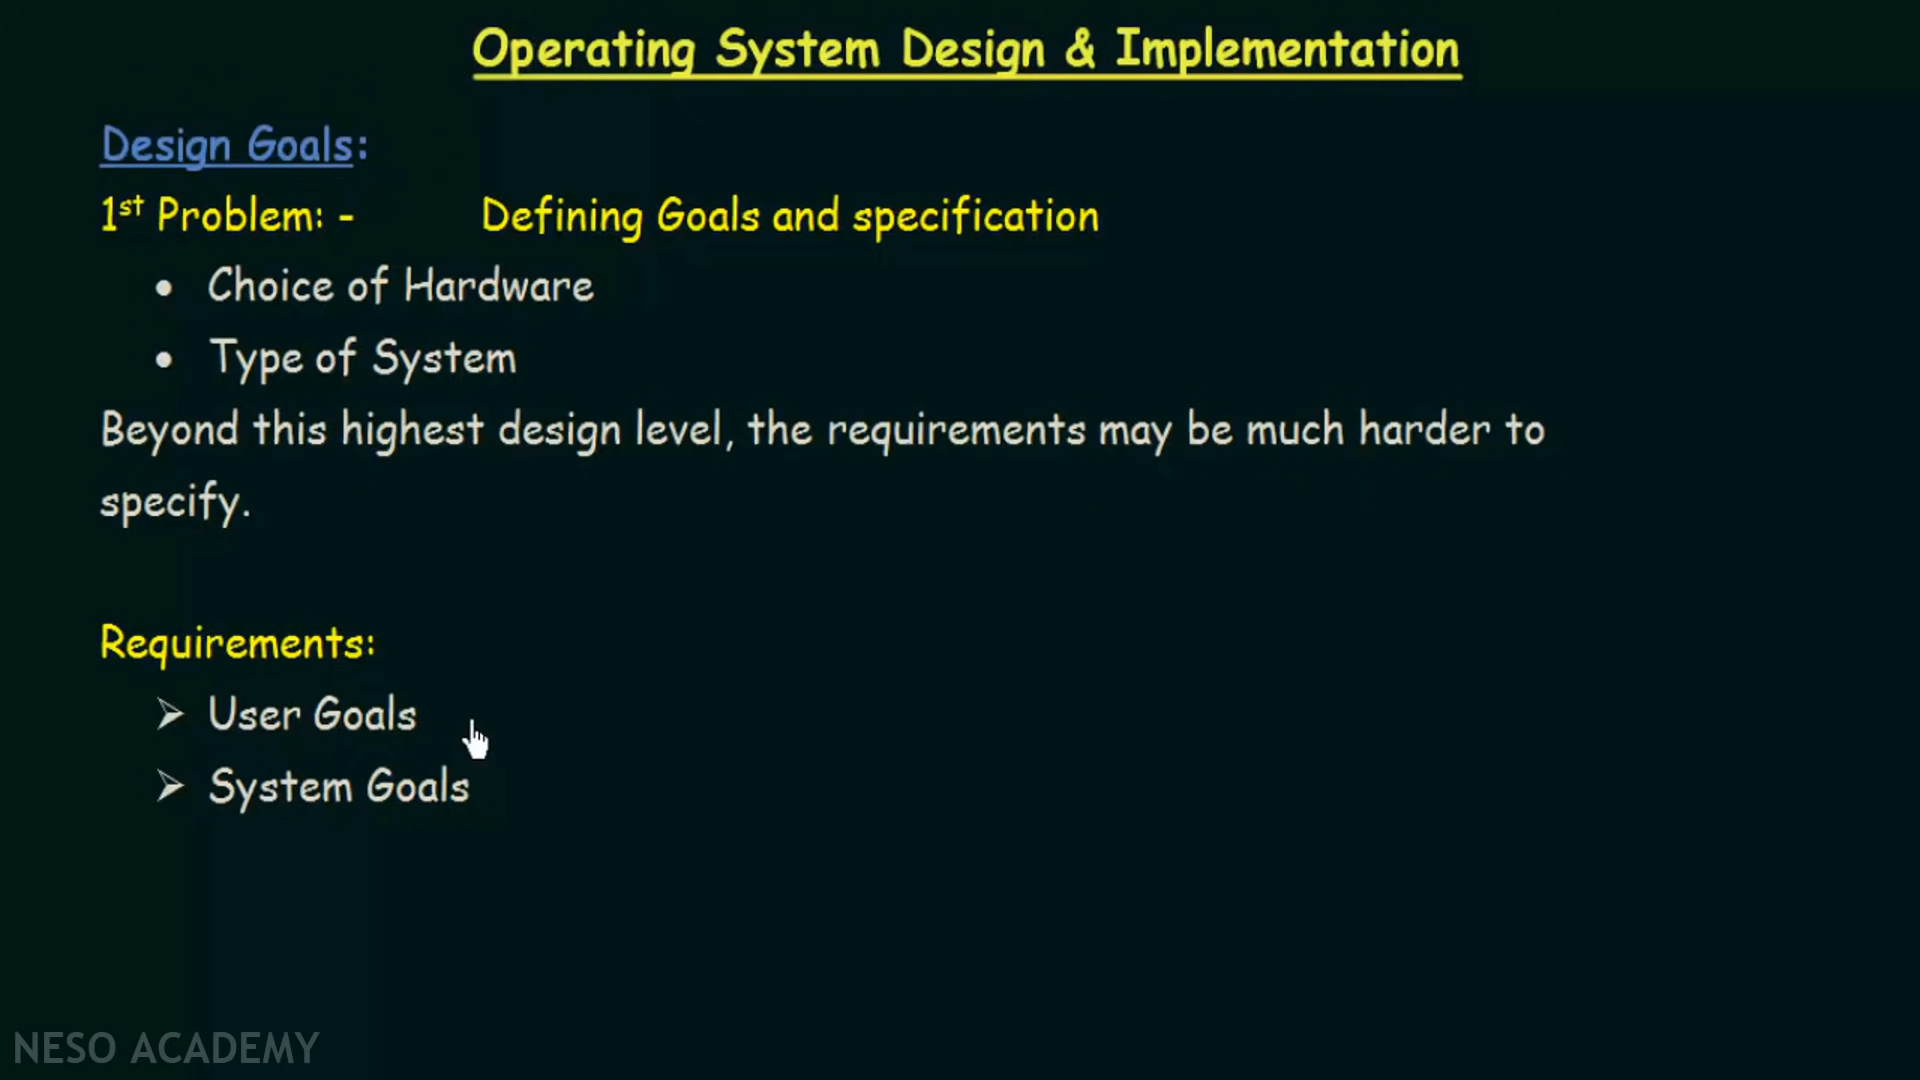 Operating System Design & Implementation
Design Goals:
1st Problem: - Defining Goals and specification
• Choice of Hardware
• Type of System
Beyond this highest design level, the requirements may be much harder to
specify.
Requirements:
➢ User Goals
➢ System Goals
NESO ACADEMY